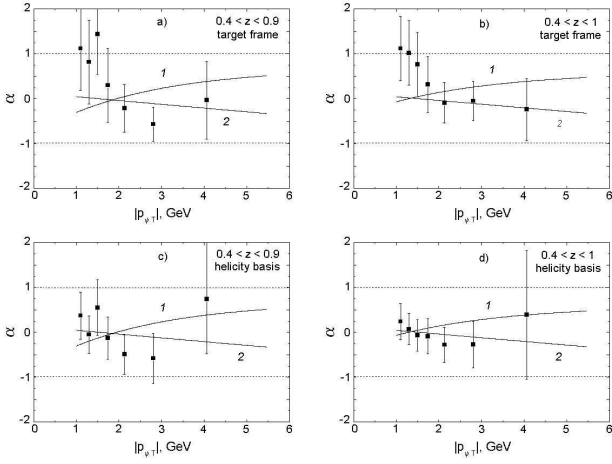 a)
0.4 < z < 0.9
target frame
1
2
α
2
1
0
-1
-2
0 1 2 3 4 5 6
|p_ψT|, GeV
b)
0.4 < z < 1
target frame
1
2
α
2
1
0
-1
-2
0 1 2 3 4 5 6
|p_ψT|, GeV
c)
0.4 < z < 0.9
helicity basis
1
2
α
2
1
0
-1
-2
0 1 2 3 4 5 6
|p_ψT|, GeV
d)
0.4 < z < 1
helicity basis
1
2
α
2
1
0
-1
-2
0 1 2 3 4 5 6
|p_ψT|, GeV